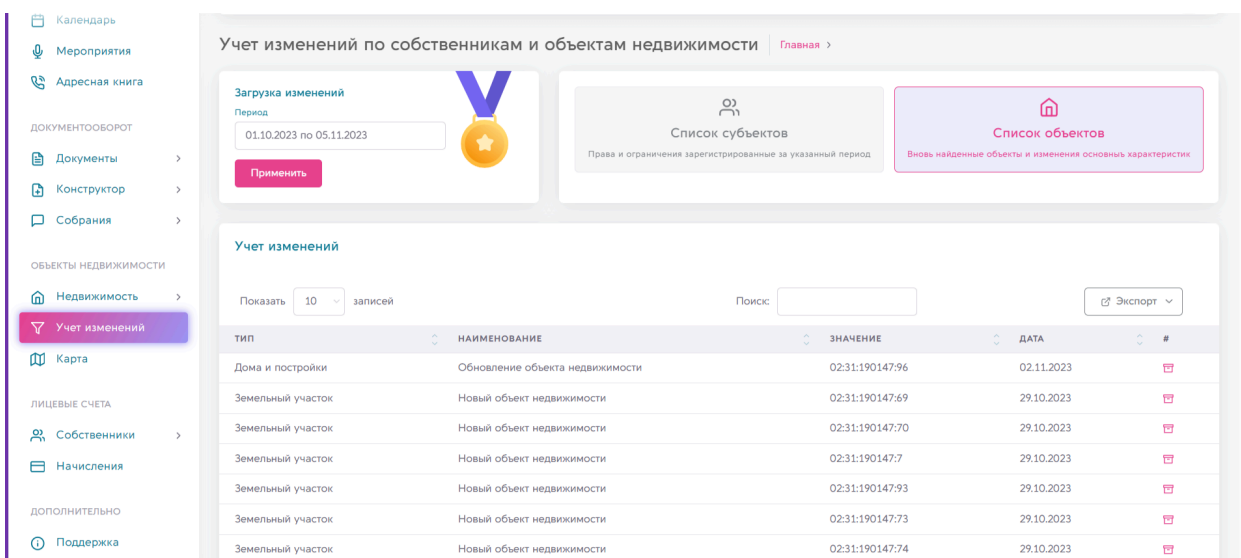 Календарь
Мероприятия
Адресная книга
ДОКУМЕНТООБОРОТ
Документы
Конструктор
Собрания
ОБЪЕКТЫ НЕДВИЖИМОСТИ
Недвижимость
Учет изменений
Карта
ЛИЦЕВЫЕ СЧЕТА
Собственники
Начисления
ДОПОЛНИТЕЛЬНО
Поддержка
Учет изменений по собственникам и объектам недвижимости Главная
Загрузка изменений
Период
01.10.2023 по 05.11.2023
Применить
Список субъектов
Права и ограничения зарегистрированные за указанный период
Список объектов
Вновь найденные объекты и изменения основных характеристик
Учет изменений
Показать 10 записей Поиск: Экспорт
ТИП НАИМЕНОВАНИЕ ЗНАЧЕНИЕ ДАТА #
Дома и постройки Обновление объекта недвижимости 02:31:190147:96 02.11.2023
Земельный участок Новый объект недвижимости 02:31:190147:69 29.10.2023
Земельный участок Новый объект недвижимости 02:31:190147:70 29.10.2023
Земельный участок Новый объект недвижимости 02:31:190147:7 29.10.2023
Земельный участок Новый объект недвижимости 02:31:190147:93 29.10.2023
Земельный участок Новый объект недвижимости 02:31:190147:73 29.10.2023
Земельный участок Новый объект недвижимости 02:31:190147:74 29.10.2023